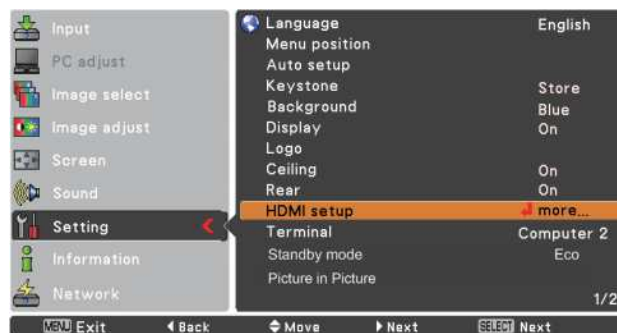 Input
PC adjust
Image select
Image adjust
Screen
Sound
Setting
Information
Network
Language English
Menu position
Auto setup
Keystone Store
Background Blue
Display On
Logo
Ceiling On
Rear On
HDMI setup more...
Terminal Computer 2
Standby mode Eco
Picture in Picture
1/2
MENU Exit Back Move Next SELECT Next